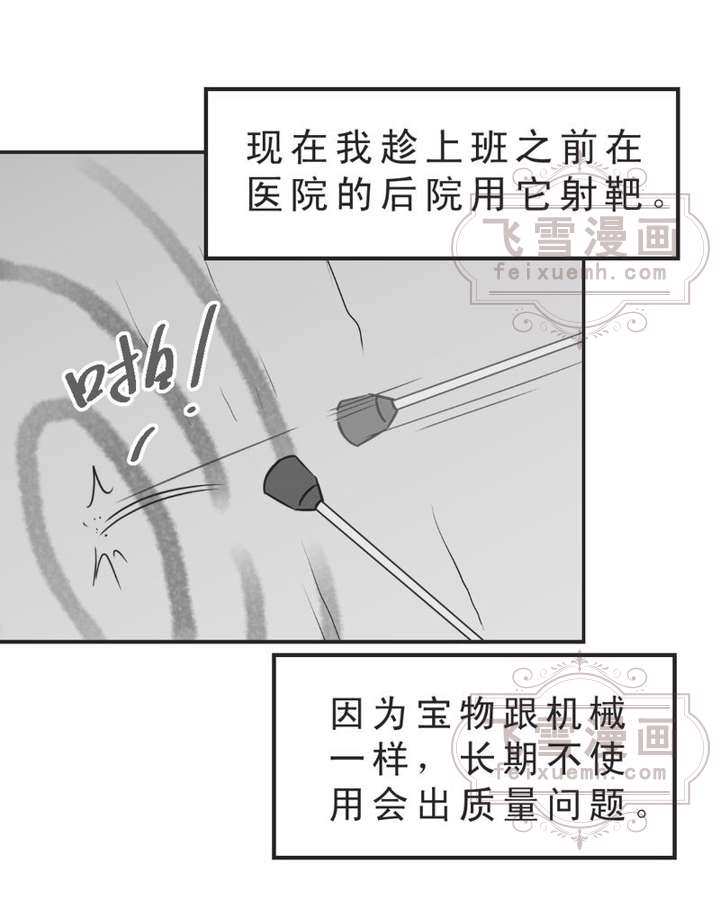 现在我趁上班之前在
医院的后院用它射靶。
飞雪漫画
feixuemh.com
啪!
因为宝物跟机械
一样，长期不使
用会出质量问题。
飞雪漫画
feixuemh.com